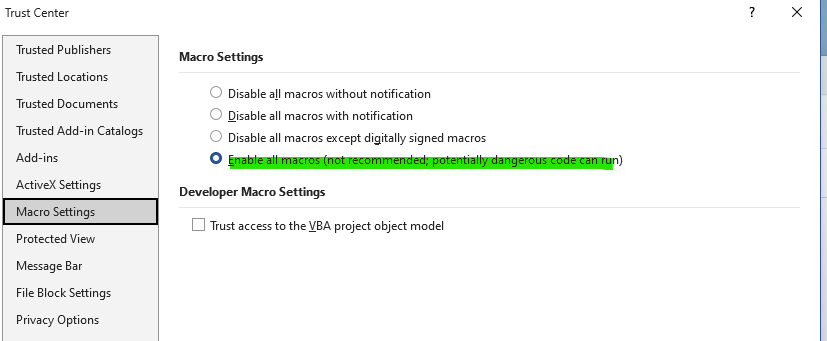 Trust Center
?
Trusted Publishers
Trusted Locations
Trusted Documents
Trusted Add-in Catalogs
Add-ins
ActiveX Settings
Macro Settings
Protected View
Message Bar
File Block Settings
Privacy Options
Macro Settings
Disable all macros without notification
Disable all macros with notification
Disable all macros except digitally signed macros
Enable all macros (not recommended; potentially dangerous code can run)
Developer Macro Settings
Trust access to the VBA project object model